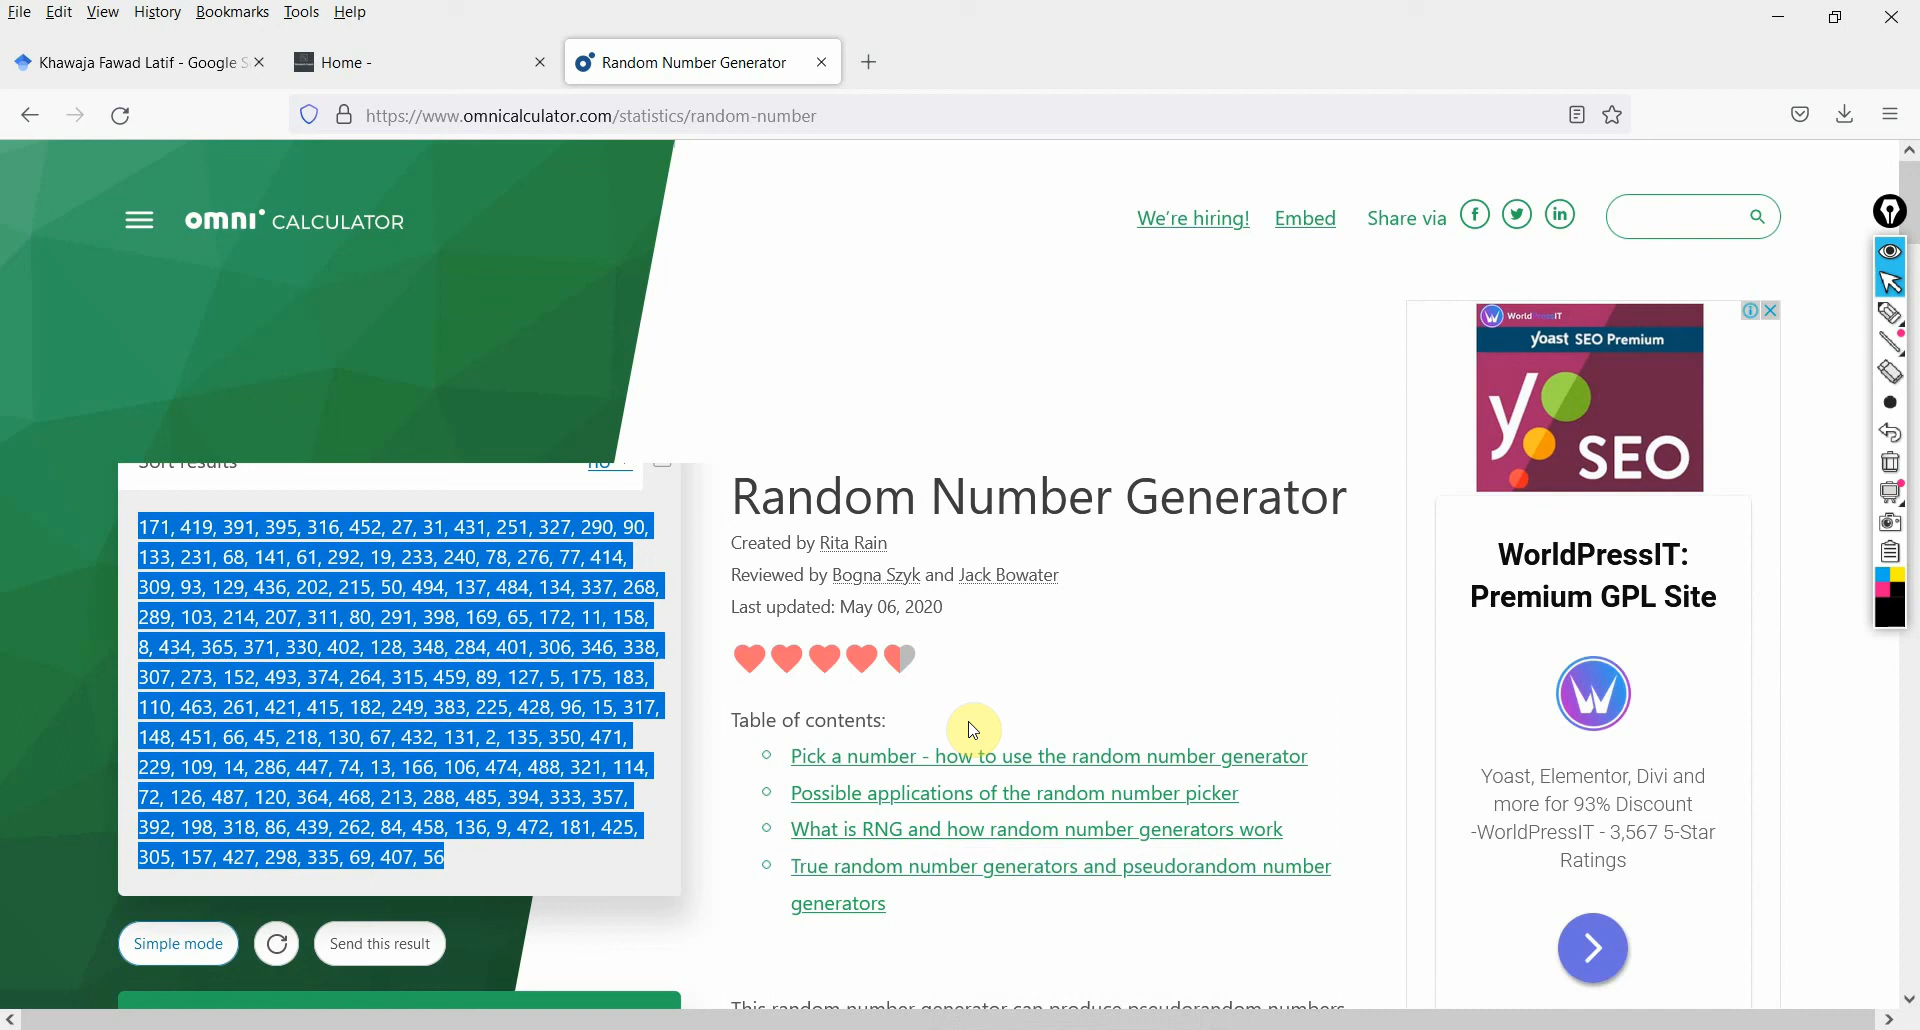 File Edit View History Bookmarks Tools Help
Khawaja Fawad Latif - Google S
Home -
Random Number Generator
https://www.omnicalculator.com/statistics/random-number
omni CALCULATOR
We're hiring!
Embed
Share via
Sort results
no
171, 419, 391, 395, 316, 452, 27, 31, 431, 251, 327, 290, 90,
133, 231, 68, 141, 61, 292, 19, 233, 240, 78, 276, 77, 414,
309, 93, 129, 436, 202, 215, 50, 494, 137, 484, 134, 337, 268,
289, 103, 214, 207, 311, 80, 291, 398, 169, 65, 172, 11, 158,
8, 434, 365, 371, 330, 402, 128, 348, 284, 401, 306, 346, 338,
307, 273, 152, 493, 374, 264, 315, 459, 89, 127, 5, 175, 183,
110, 463, 261, 421, 415, 182, 249, 383, 225, 428, 96, 15, 317,
148, 451, 66, 45, 218, 130, 67, 432, 131, 2, 135, 350, 471,
229, 109, 14, 286, 447, 74, 13, 166, 106, 474, 488, 321, 114,
72, 126, 487, 120, 364, 468, 213, 288, 485, 394, 333, 357,
392, 198, 318, 86, 439, 262, 84, 458, 136, 9, 472, 181, 425,
305, 157, 427, 298, 335, 69, 407, 56
Simple mode
Send this result
Random Number Generator
Created by Rita Rain
Reviewed by Bogna Szyk and Jack Bowater
Last updated: May 06, 2020
Table of contents:
Pick a number - how to use the random number generator
Possible applications of the random number picker
What is RNG and how random number generators work
True random number generators and pseudorandom number
generators
This random number generator can produce pseudorandom numbers
WorldPressIT
yoast SEO Premium
yo
SEO
WorldPressIT:
Premium GPL Site
Yoast, Elementor, Divi and
more for 93% Discount
-WorldPressIT - 3,567 5-Star
Ratings